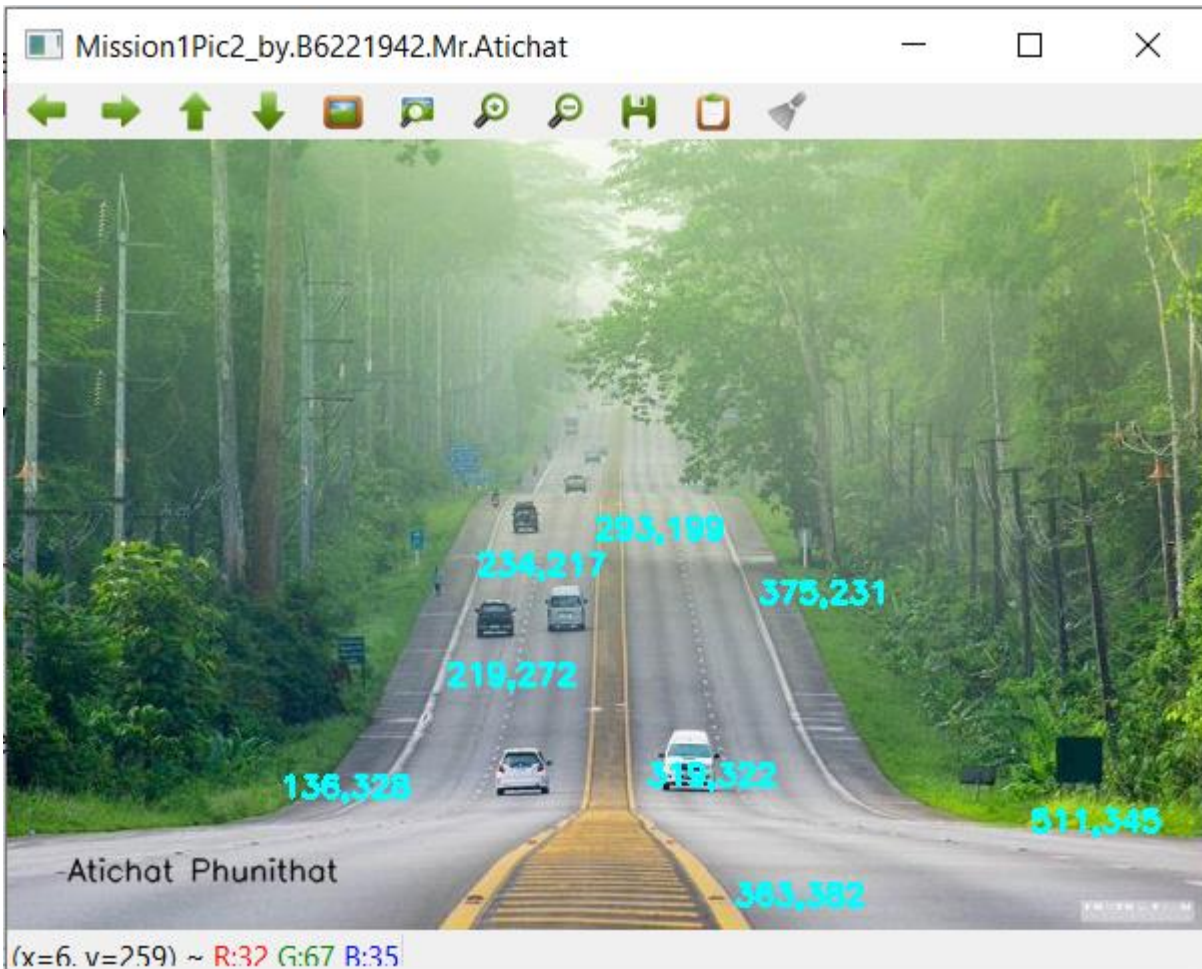 Mission1Pic2_by.B6221942.Mr.Atichat
293,199
234,217
375,231
219,272
136,328
319,322
511,345
-Atichat Phunithat
363,382
(x=6, y=259) ~ R:32 G:67 B:35